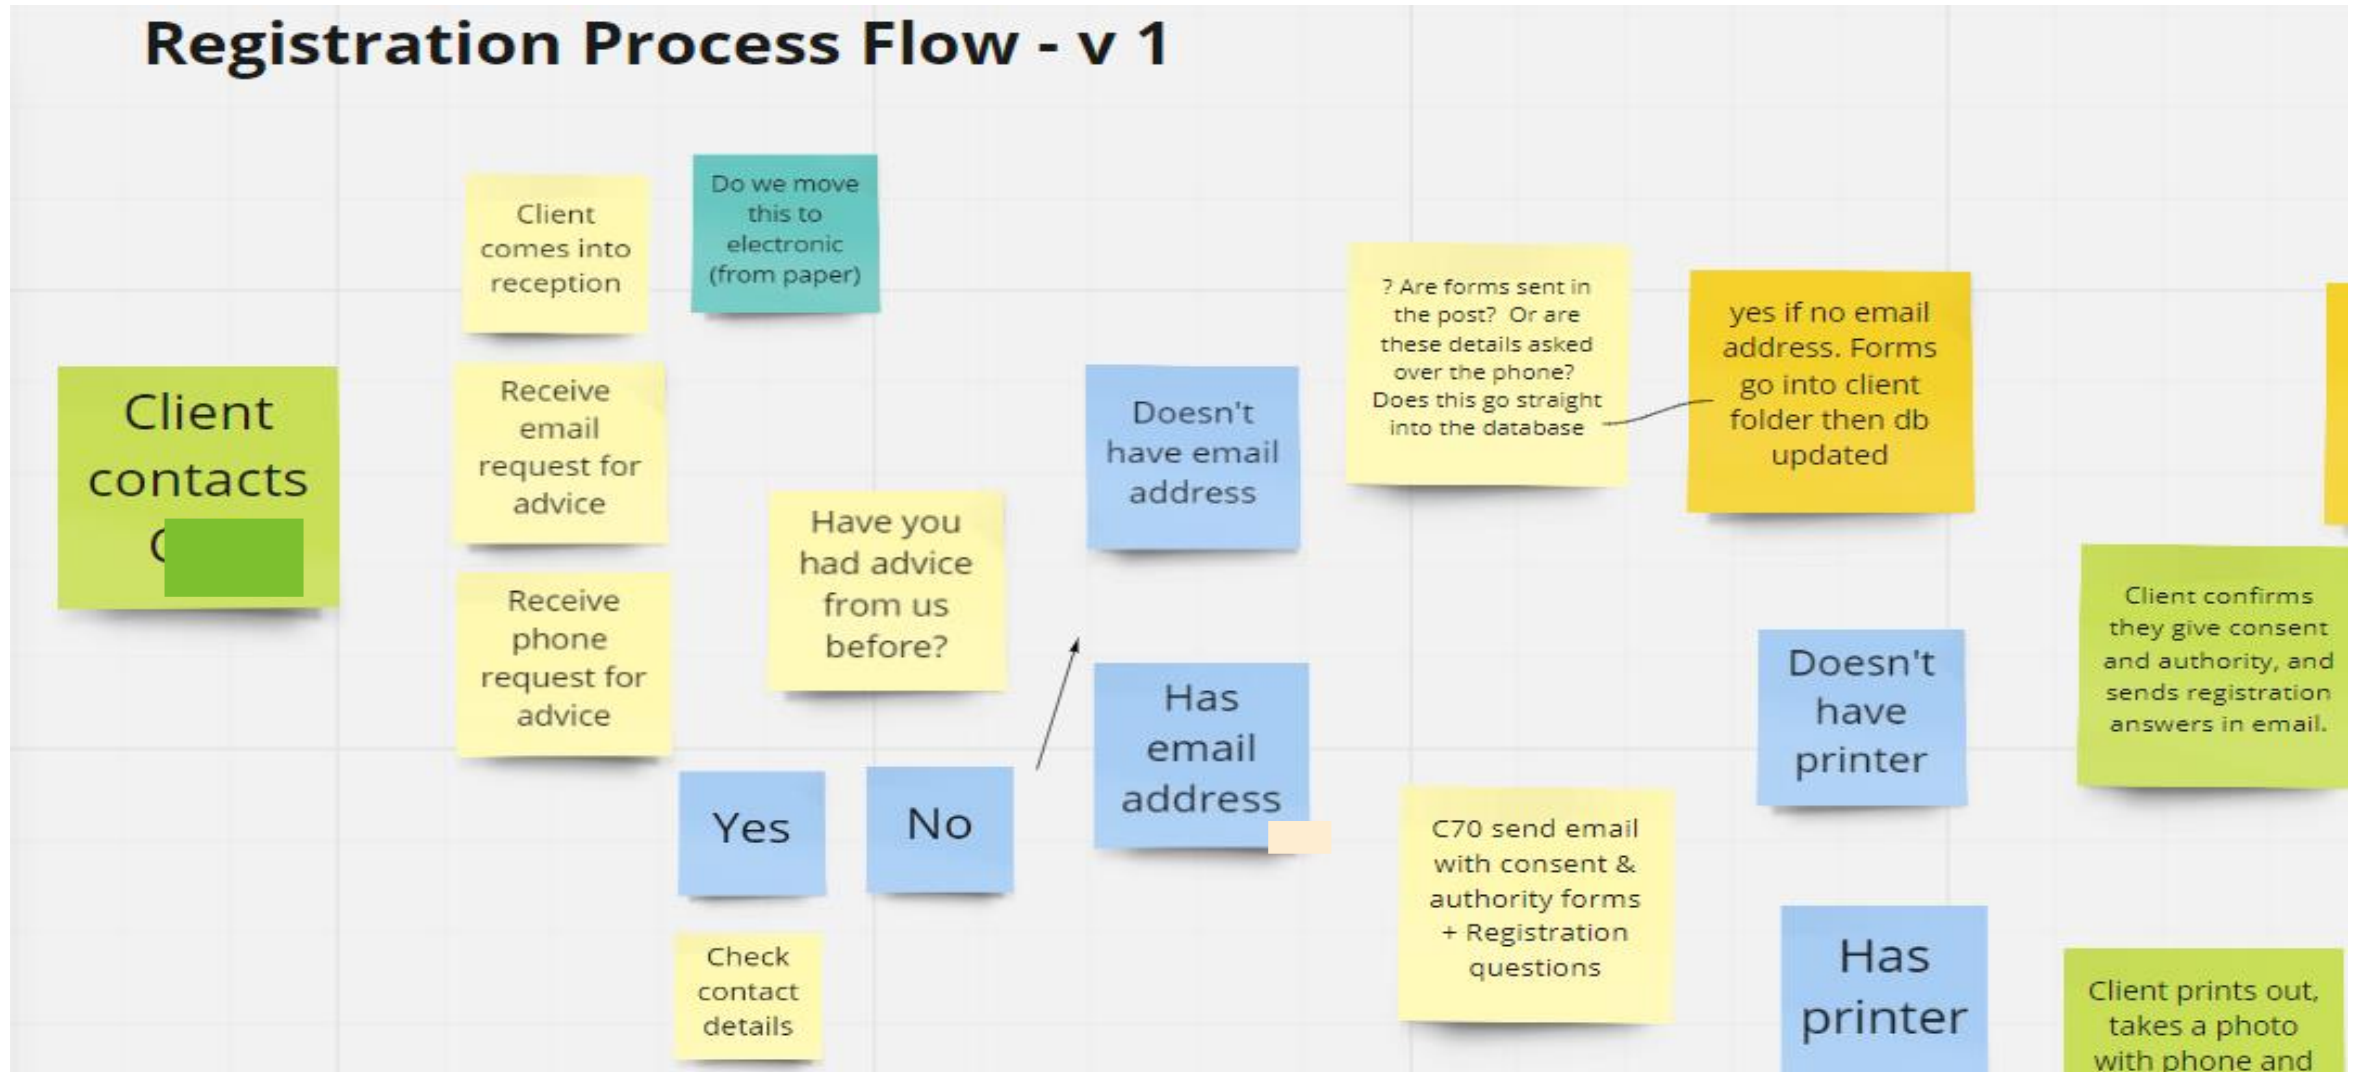 Registration Process Flow - v 1
Client
comes into
reception
Do we move
this to
electronic
(from paper)
Client
contacts
Receive
email
request for
advice
Receive
phone
request for
advice
Have you
had advice
from us
before?
Yes
No
Check
contact
details
Doesn't
have email
address
Has
email
address
? Are forms sent in
the post? Or are
these details asked
over the phone?
Does this go straight
into the database
yes if no email
address. Forms
go into client
folder then db
updated
C70 send email
with consent &
authority forms
+ Registration
questions
Doesn't
have
printer
Has
printer
Client confirms
they give consent
and authority, and
sends registration
answers in email.
Client prints out,
takes a photo
with phone and